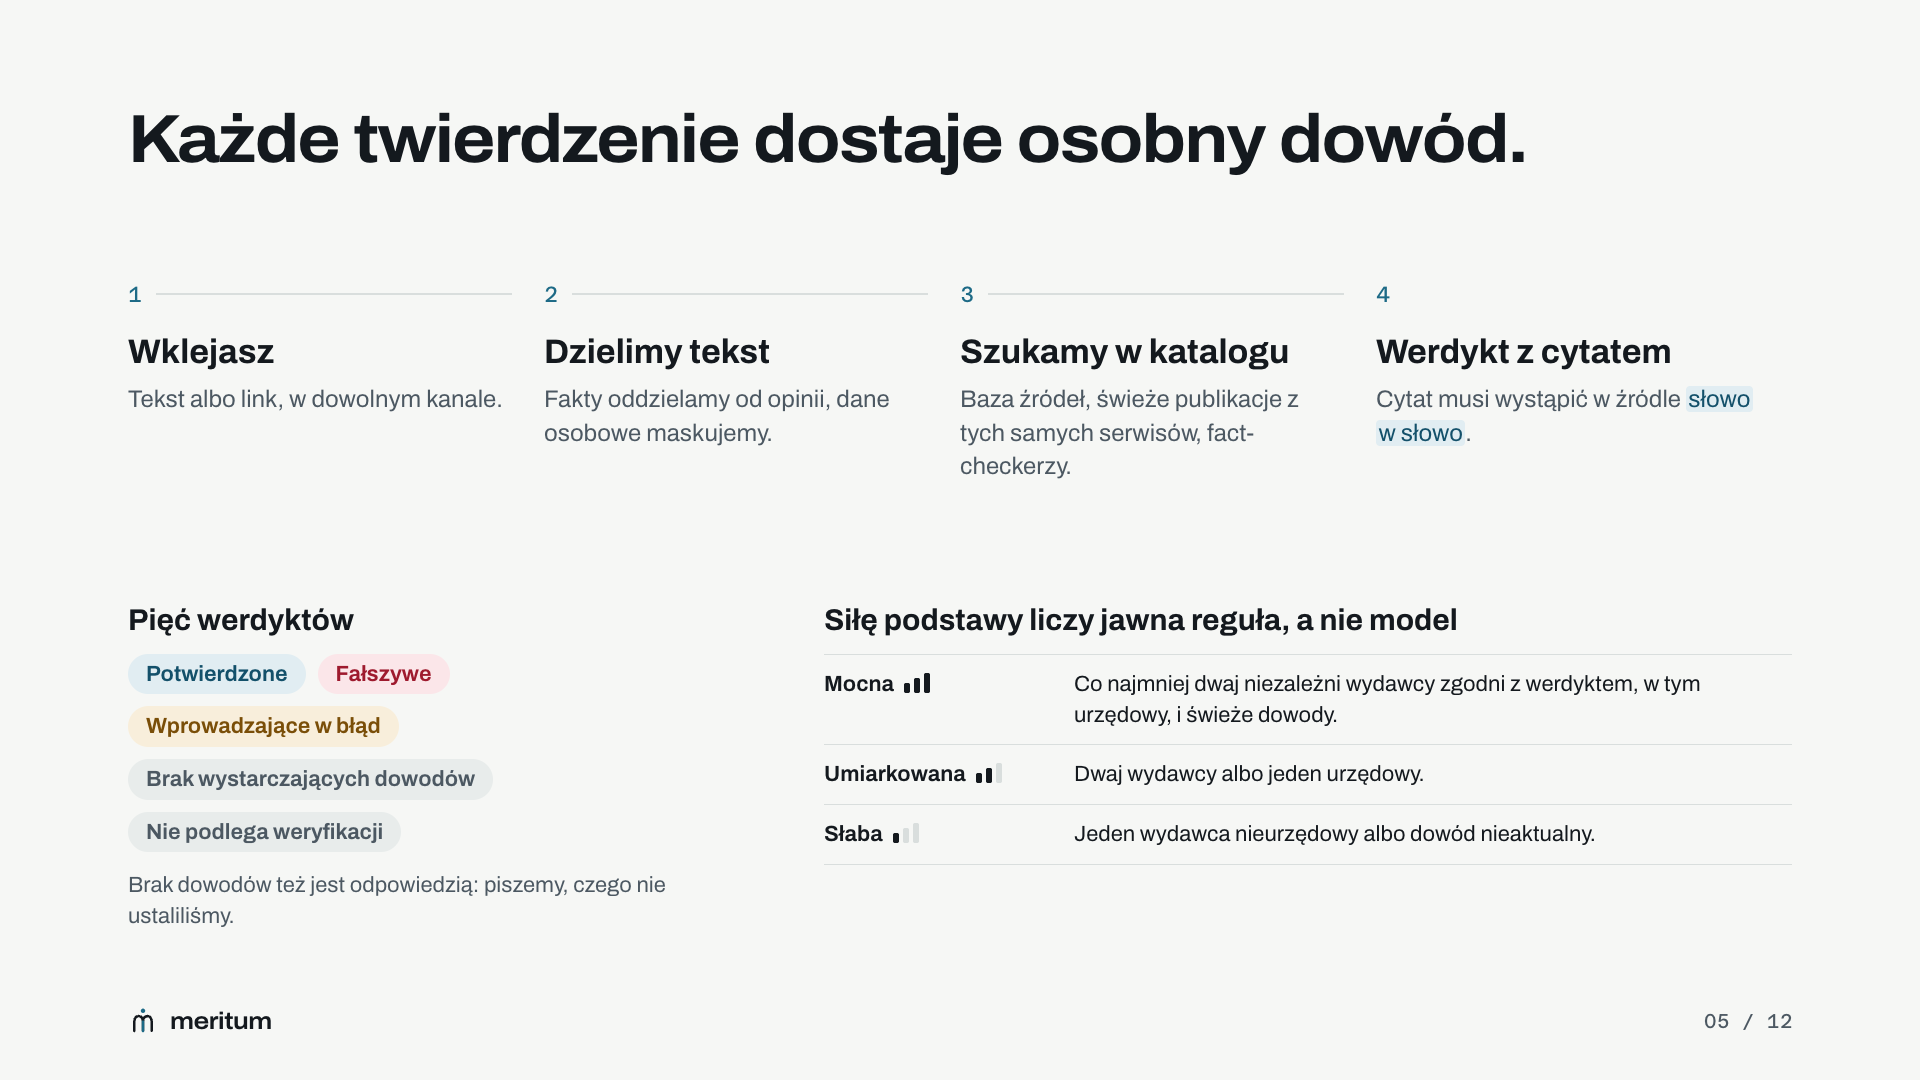 Każde twierdzenie dostaje osobny dowód.
1
Wklejasz
Tekst albo link, w dowolnym kanale.
2
Dzielimy tekst
Fakty oddzielamy od opinii, dane
osobowe maskujemy.
3
Szukamy w katalogu
Baza źródeł, świeże publikacje z
tych samych serwisów, fact-
checkerzy.
4
Werdykt z cytatem
Cytat musi wystąpić w źródle słowo
w słowo.
Pięć werdyktów
Potwierdzone Fałszywe
Wprowadzające w błąd
Brak wystarczających dowodów
Nie podlega weryfikacji
Brak dowodów też jest odpowiedzią: piszemy, czego nie
ustaliliśmy.
Siłę podstawy liczy jawna reguła, a nie model
Mocna
Co najmniej dwaj niezależni wydawcy zgodni z werdyktem, w tym
urzędowy, i świeże dowody.
Umiarkowana
Dwaj wydawcy albo jeden urzędowy.
Słaba
Jeden wydawca nieurzędowy albo dowód nieaktualny.
meritum
05 / 12